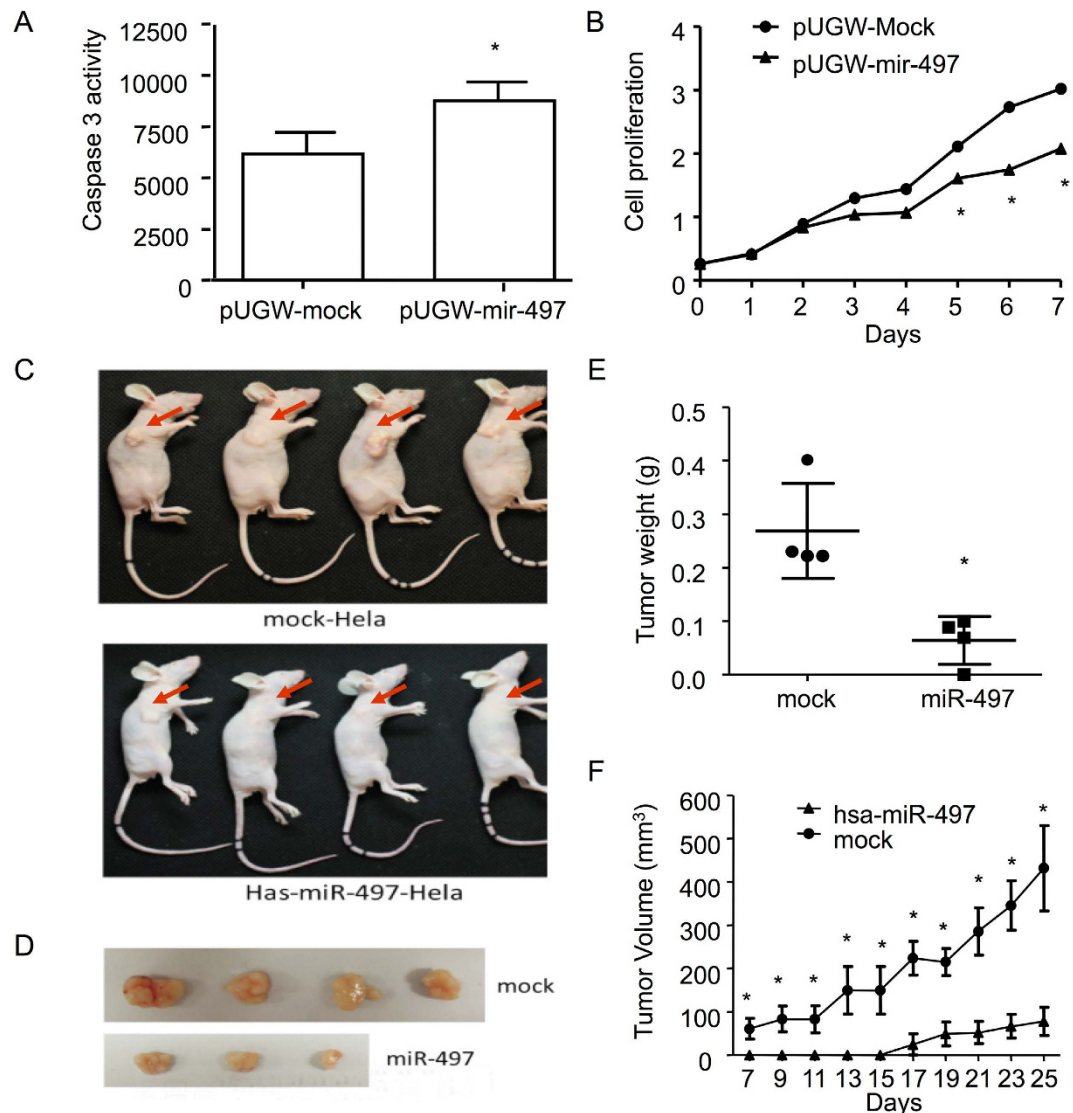 A
Caspase 3 activity
12500
10000
7500
5000
2500
0
*
pUGW-mock pUGW-mir-497
B
Cell proliferation
4
3
2
1
0
pUGW-Mock
pUGW-mir-497
* * *
0 1 2 3 4 5 6 7
Days
C
mock-Hela
Has-miR-497-Hela
D
mock
miR-497
E
Tumor weight (g)
0.5
0.4
0.3
0.2
0.1
0.0
*
mock miR-497
F
Tumor Volume (mm³)
600
500
400
300
200
100
0
hsa-miR-497
mock
* * * * * * * * * *
7 9 11 13 15 17 19 21 23 25
Days